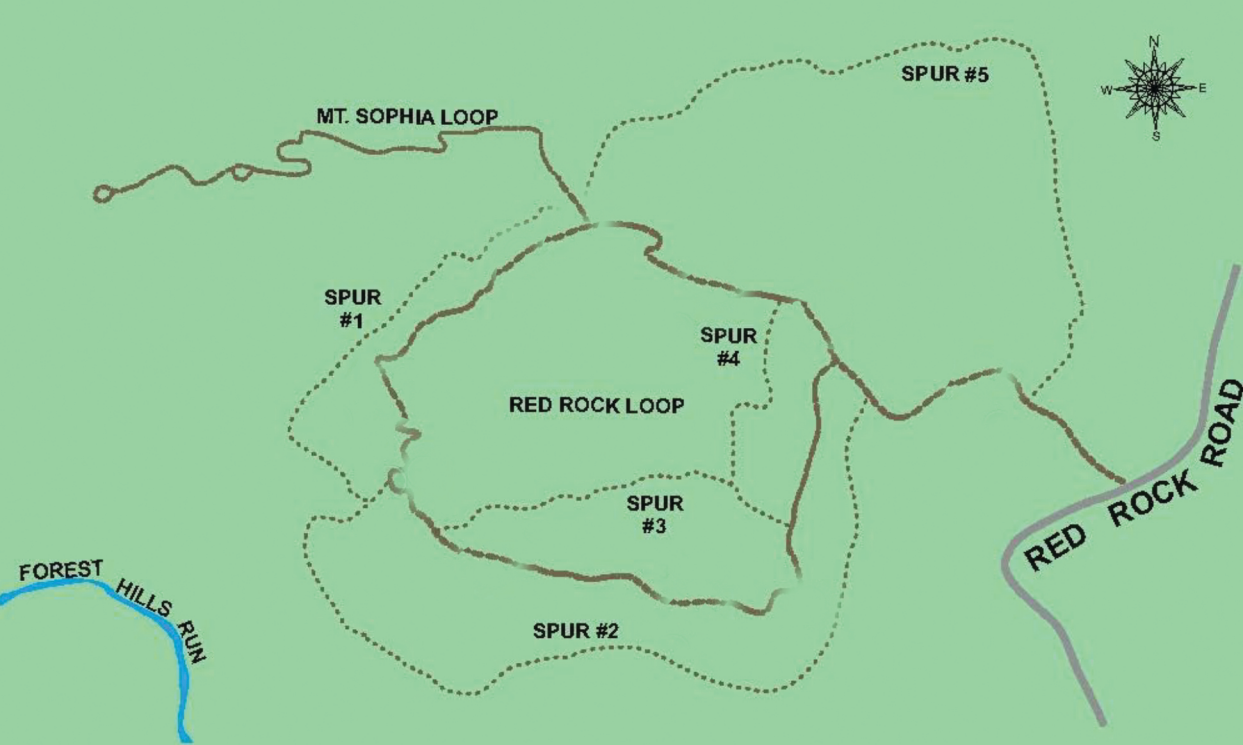 N
SPUR #5
W E
MT. SOPHIA LOOP
S
SPUR
#1
SPUR
#4
RED ROCK LOOP
SPUR
#3
RED ROCK ROAD
FOREST HILLS RUN
SPUR #2